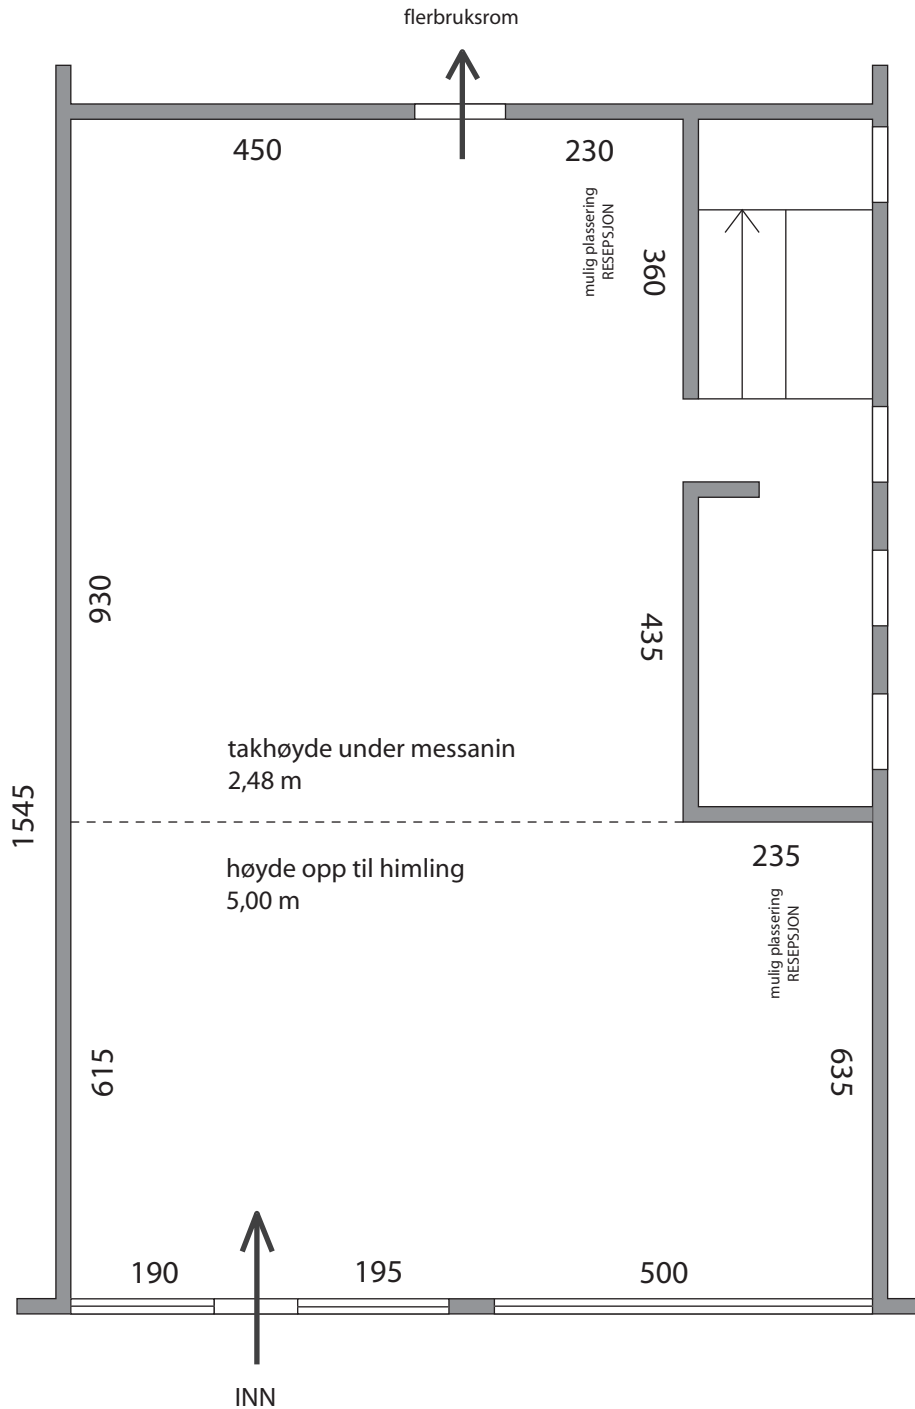 flerbruksrom
450
230
mulig plassering
RESEPSJON
360
930
435
takhøyde under messanin
2,48 m
1545
høyde opp til himling
5,00 m
235
mulig plassering
RESEPSJON
615
635
190
195
500
INN